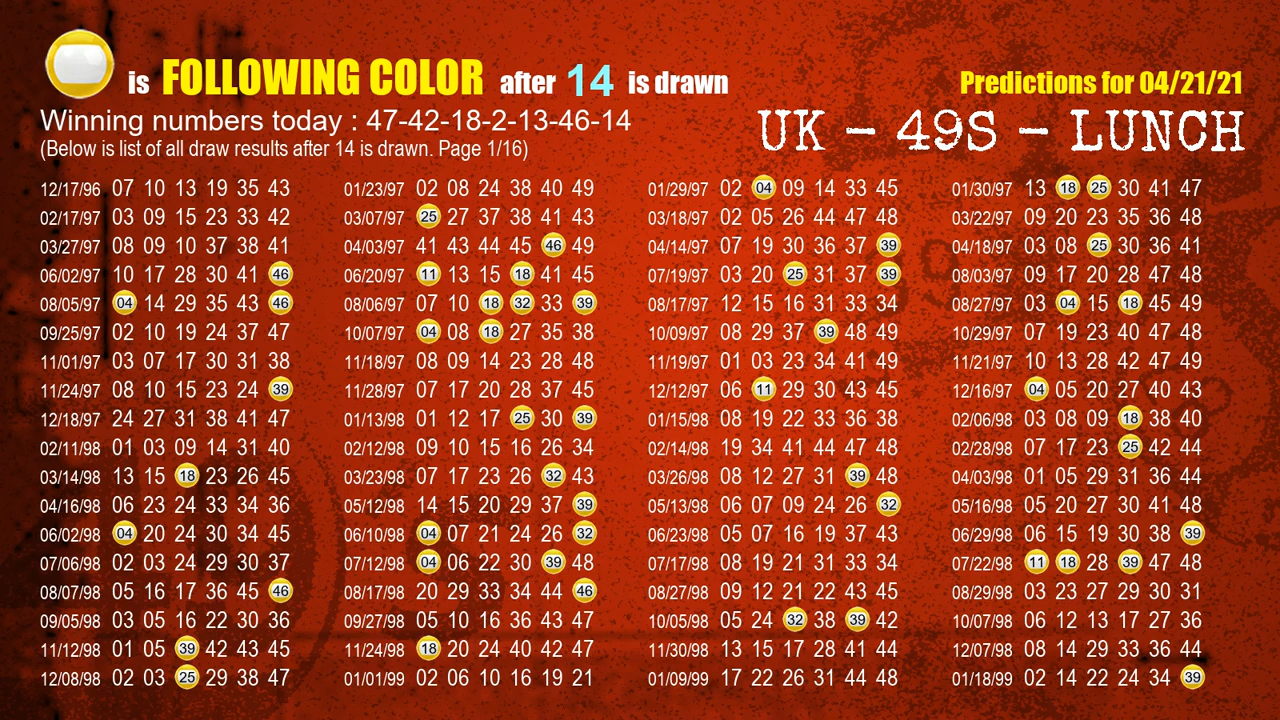 is FOLLOWING COLOR after 14 is drawn
Predictions for 04/21/21
Winning numbers today : 47-42-18-2-13-46-14
UK - 49S - LUNCH
(Below is list of all draw results after 14 is drawn. Page 1/16)
12/17/96 07 10 13 19 35 43 01/23/97 02 08 24 38 40 49 01/29/97 02 04 09 14 33 45 01/30/97 13 18 25 30 41 47
02/17/97 03 09 15 23 33 42 03/07/97 25 27 37 38 41 43 03/18/97 02 05 26 44 47 48 03/22/97 09 20 23 35 36 48
03/27/97 08 09 10 37 38 41 04/03/97 41 43 44 45 46 49 04/14/97 07 19 30 36 37 39 04/18/97 03 08 25 30 36 41
06/02/97 10 17 28 30 41 46 06/20/97 11 13 15 18 41 45 07/19/97 03 20 25 31 37 39 08/03/97 09 17 20 28 47 48
08/05/97 04 14 29 35 43 46 08/06/97 07 10 18 32 33 39 08/17/97 12 15 16 31 33 34 08/27/97 03 04 15 18 45 49
09/25/97 02 10 19 24 37 47 10/07/97 04 08 18 27 35 38 10/09/97 08 29 37 39 48 49 10/29/97 07 19 23 40 47 48
11/01/97 03 07 17 30 31 38 11/18/97 08 09 14 23 28 48 11/19/97 01 03 23 34 41 49 11/21/97 10 13 28 42 47 49
11/24/97 08 10 15 23 24 39 11/28/97 07 17 20 28 37 45 12/12/97 06 11 29 30 43 45 12/16/97 04 05 20 27 40 43
12/18/97 24 27 31 38 41 47 01/13/98 01 12 17 25 30 39 01/15/98 08 19 22 33 36 38 02/06/98 03 08 09 18 38 40
02/11/98 01 03 09 14 31 40 02/12/98 09 10 15 16 26 34 02/14/98 19 34 41 44 47 48 02/28/98 07 17 23 25 42 44
03/14/98 13 15 18 23 26 45 03/23/98 07 17 23 26 32 43 03/26/98 08 12 27 31 39 48 04/03/98 01 05 29 31 36 44
04/16/98 06 23 24 33 34 36 05/12/98 14 15 20 29 37 39 05/13/98 06 07 09 24 26 32 05/16/98 05 20 27 30 41 48
06/02/98 04 20 24 30 34 45 06/10/98 04 07 21 24 26 32 06/23/98 05 07 16 19 37 43 06/29/98 06 15 19 30 38 39
07/06/98 02 03 24 29 30 37 07/12/98 04 06 22 30 39 48 07/17/98 08 19 21 31 33 34 07/22/98 11 18 28 39 47 48
08/07/98 05 16 17 36 45 46 08/17/98 20 29 33 34 44 46 08/27/98 09 12 21 22 43 45 08/29/98 03 23 27 29 30 31
09/05/98 03 05 16 22 30 36 09/27/98 05 10 16 36 43 47 10/05/98 05 24 32 38 39 42 10/07/98 06 12 13 17 27 36
11/12/98 01 05 39 42 43 45 11/24/98 18 20 24 40 42 47 11/30/98 13 15 17 28 41 44 12/07/98 08 14 29 33 36 44
12/08/98 02 03 25 29 38 47 01/01/99 02 06 10 16 19 21 01/09/99 17 22 26 31 44 48 01/18/99 02 14 22 24 34 39